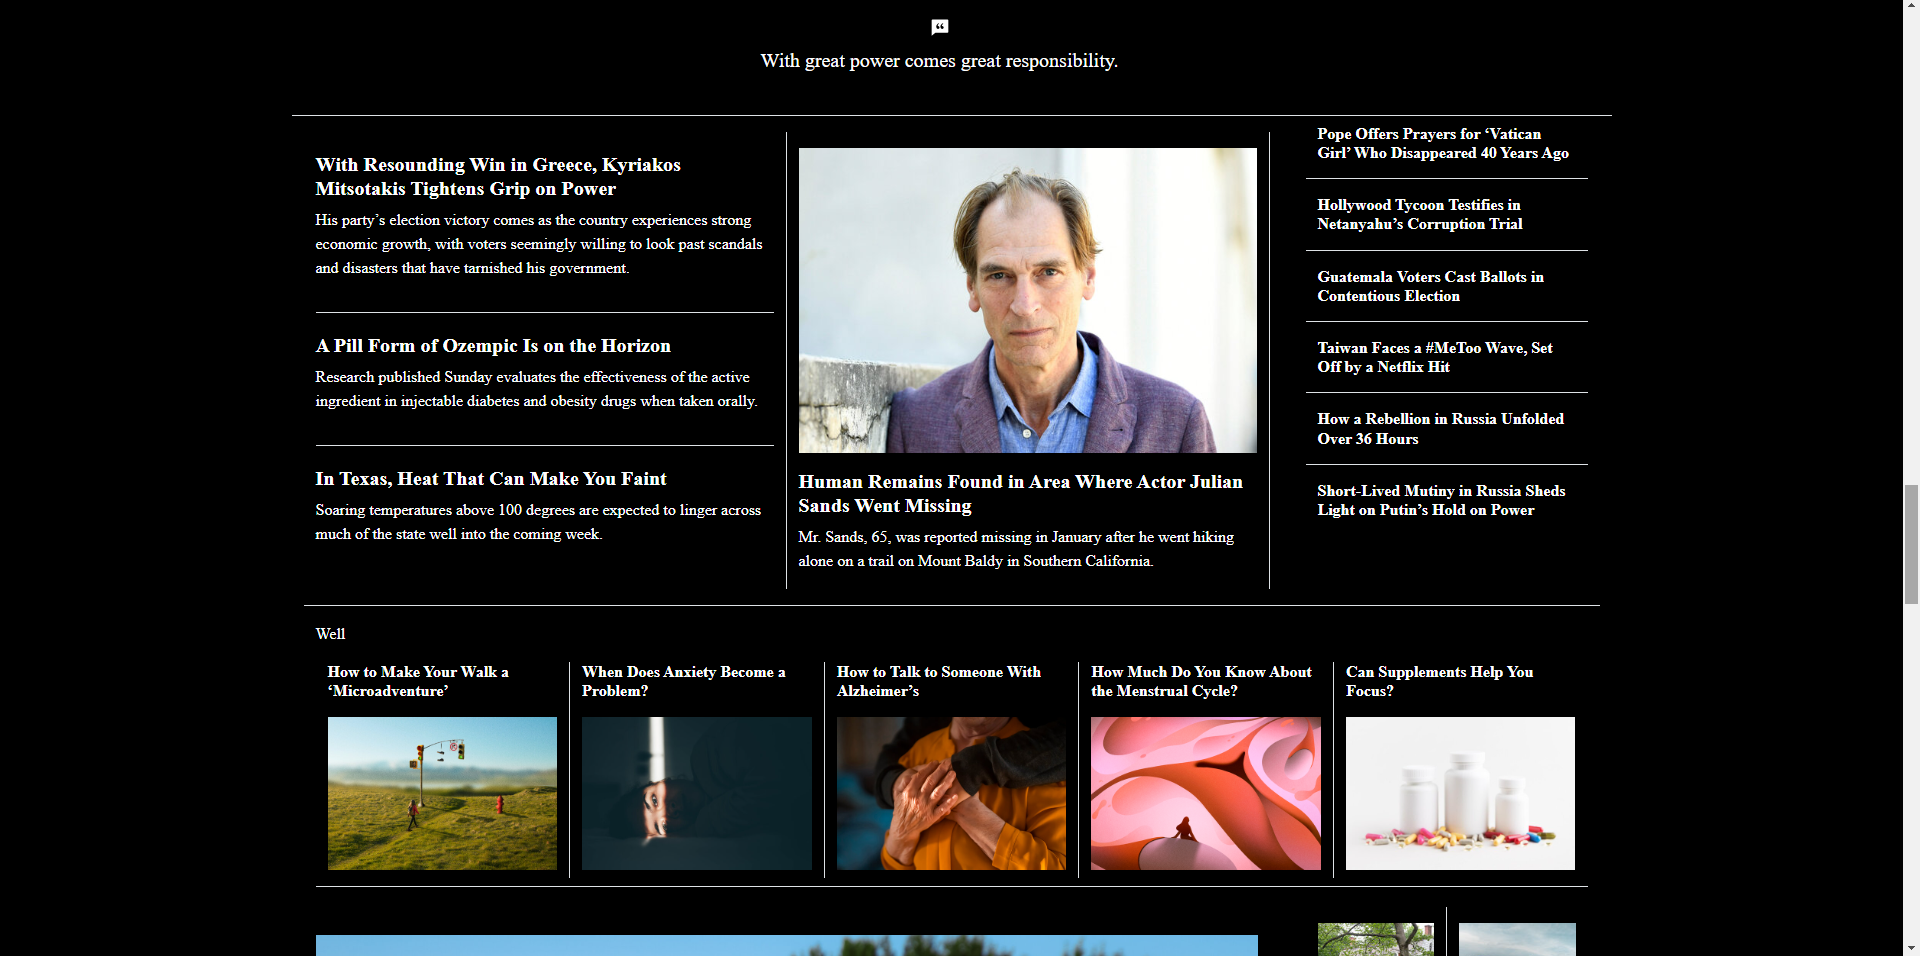 With great power comes great responsibility.
With Resounding Win in Greece, Kyriakos
Mitsotakis Tightens Grip on Power
His party’s election victory comes as the country experiences strong
economic growth, with voters seemingly willing to look past scandals
and disasters that have tarnished his government.
A Pill Form of Ozempic Is on the Horizon
Research published Sunday evaluates the effectiveness of the active
ingredient in injectable diabetes and obesity drugs when taken orally.
In Texas, Heat That Can Make You Faint
Soaring temperatures above 100 degrees are expected to linger across
much of the state well into the coming week.
Human Remains Found in Area Where Actor Julian
Sands Went Missing
Mr. Sands, 65, was reported missing in January after he went hiking
alone on a trail on Mount Baldy in Southern California.
Pope Offers Prayers for ‘Vatican
Girl’ Who Disappeared 40 Years Ago
Hollywood Tycoon Testifies in
Netanyahu’s Corruption Trial
Guatemala Voters Cast Ballots in
Contentious Election
Taiwan Faces a #MeToo Wave, Set
Off by a Netflix Hit
How a Rebellion in Russia Unfolded
Over 36 Hours
Short-Lived Mutiny in Russia Sheds
Light on Putin’s Hold on Power
Well
How to Make Your Walk a
‘Microadventure’
When Does Anxiety Become a
Problem?
How to Talk to Someone With
Alzheimer’s
How Much Do You Know About
the Menstrual Cycle?
Can Supplements Help You
Focus?